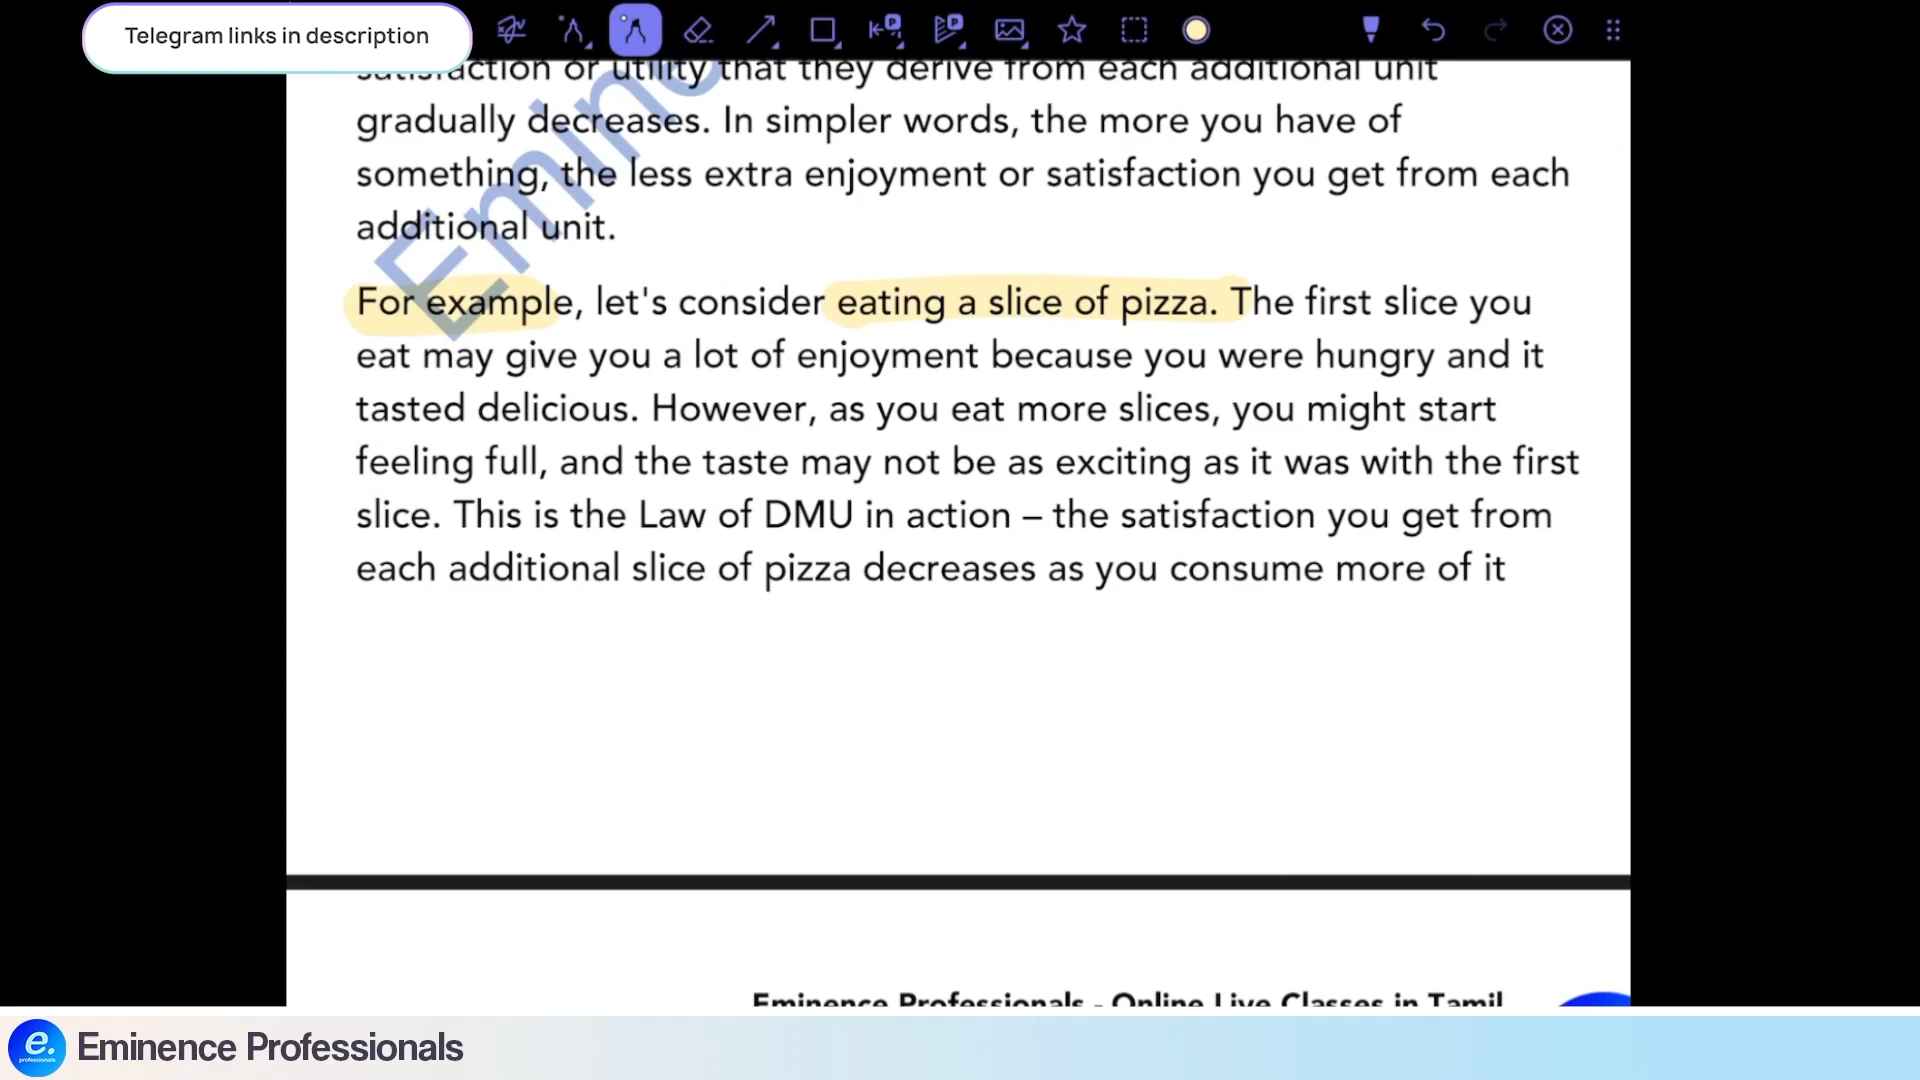 Telegram links in description
satisfaction or utility that they derive from each additional unit
gradually decreases. In simpler words, the more you have of
something, the less extra enjoyment or satisfaction you get from each
additional unit.
For example, let's consider eating a slice of pizza. The first slice you
eat may give you a lot of enjoyment because you were hungry and it
tasted delicious. However, as you eat more slices, you might start
feeling full, and the taste may not be as exciting as it was with the first
slice. This is the Law of DMU in action – the satisfaction you get from
each additional slice of pizza decreases as you consume more of it
Eminence Professionals - Online Live Classes in Tamil
e.
professionals
Eminence Professionals